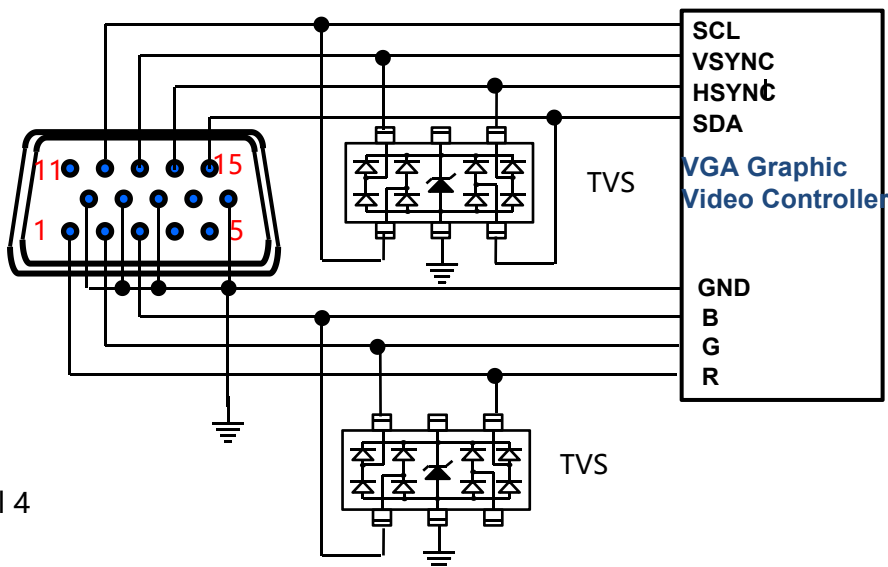 SCL
VSYNC
HSYNC
SDA
11
15
TVS
VGA Graphic
Video Controller
1
5
GND
B
G
R
TVS
4